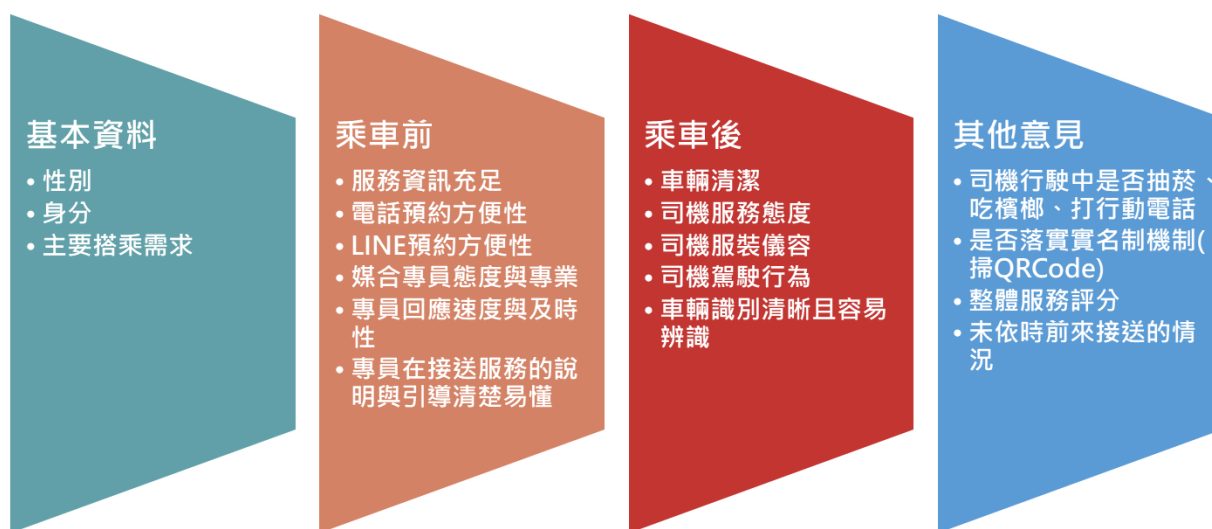 基本資料
• 性別
• 身分
• 主要搭乘需求
乘車前
• 服務資訊充足
• 電話預約方便性
• LINE預約方便性
• 媒合專員態度與專業
• 專員回應速度與及時
性
• 專員在接送服務的說
明與引導清楚易懂
乘車後
• 車輛清潔
• 司機服務態度
• 司機服裝儀容
• 司機駕駛行為
• 車輛識別清晰且容易
辨識
其他意見
• 司機行駛中是否抽菸、
吃檳榔、打行動電話
• 是否落實實名制機制(
掃QRCode)
• 整體服務評分
• 未依時前來接送的情
況